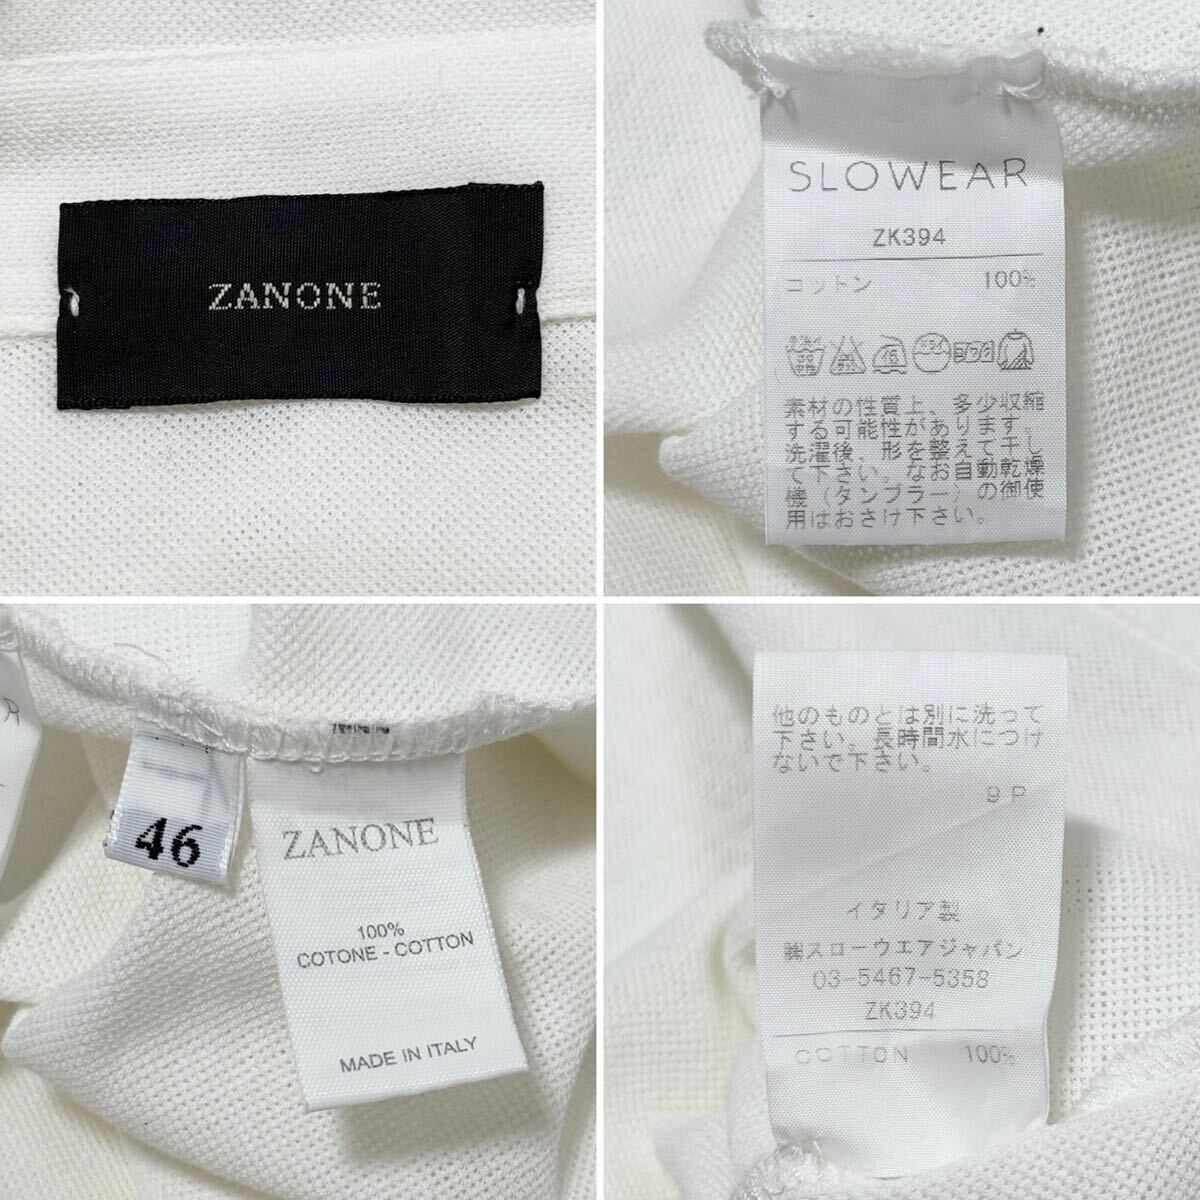 ZANONE
SLOWEAR
ZK394
コットン 100%
素材の性質上、多少収縮
する可能性があります。
洗濯後、形を整えて干し
て下さい。なお自動乾燥
機（タンブラー）の御使
用はおさけ下さい。
R
46
ZANONE
100%
COTONE - COTTON
MADE IN ITALY
他のものとは別に洗って
下さい。長時間水につけ
ないで下さい。
9P
イタリア製
㈱スローウエアジャパン
03-5467-5358
ZK394
COTTON 100%